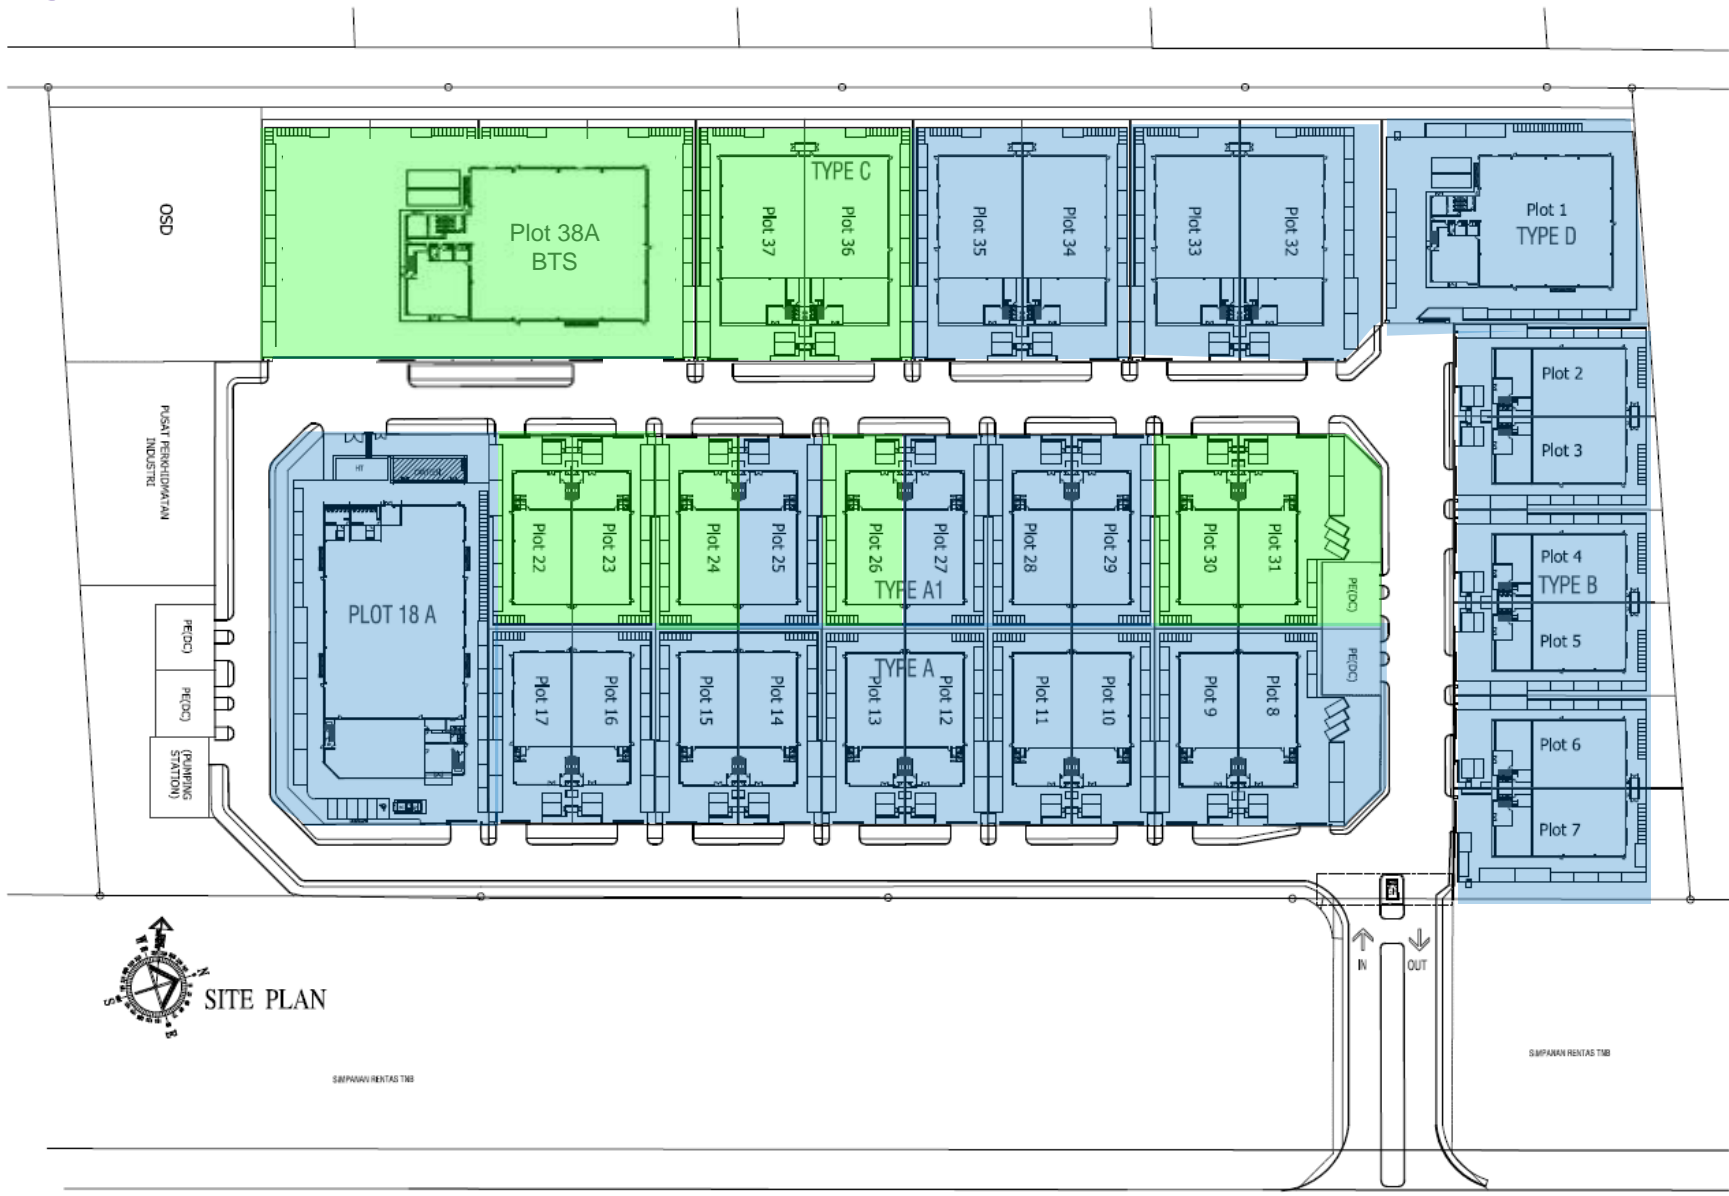 OSD
Plot 38A
BTS
TYPE C
Plot 37
Plot 36
Plot 35
Plot 34
Plot 33
Plot 32
Plot 1
TYPE D
Plot 2
Plot 3
PUSAT PERKHIDMATAN
INDUSTRI
HT
Plot 22
Plot 23
Plot 24
Plot 25
Plot 26
Plot 27
TYPE A1
Plot 28
Plot 29
Plot 30
Plot 31
PE(DC)
Plot 4
TYPE B
Plot 5
PLOT 18 A
PE(DC)
PE(DC)
(PUMPING
STATION)
Plot 17
Plot 16
Plot 15
Plot 14
TYPE A
Plot 13
Plot 12
Plot 11
Plot 10
Plot 9
Plot 8
PE(DC)
Plot 6
Plot 7
IN
OUT
N
S
E
SITE PLAN
SIMPANAN RENTAS TNB
SIMPANAN RENTAS TNB